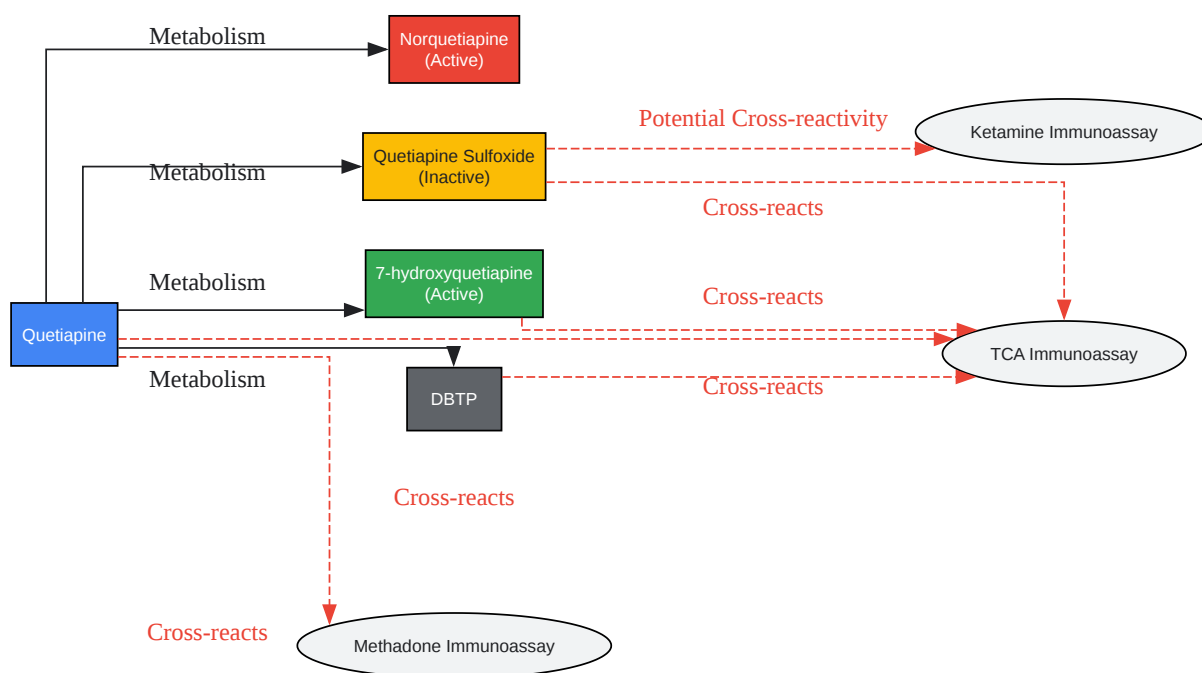 Metabolism
Norquetiapine
(Active)
Potential Cross-reactivity
Ketamine Immunoassay
Metabolism
Quetiapine Sulfoxide
(Inactive)
Cross-reacts
Metabolism
7-hydroxyquetiapine
(Active)
Cross-reacts
Quetiapine
TCA Immunoassay
Metabolism
DBTP
Cross-reacts
Cross-reacts
Cross-reacts
Methadone Immunoassay